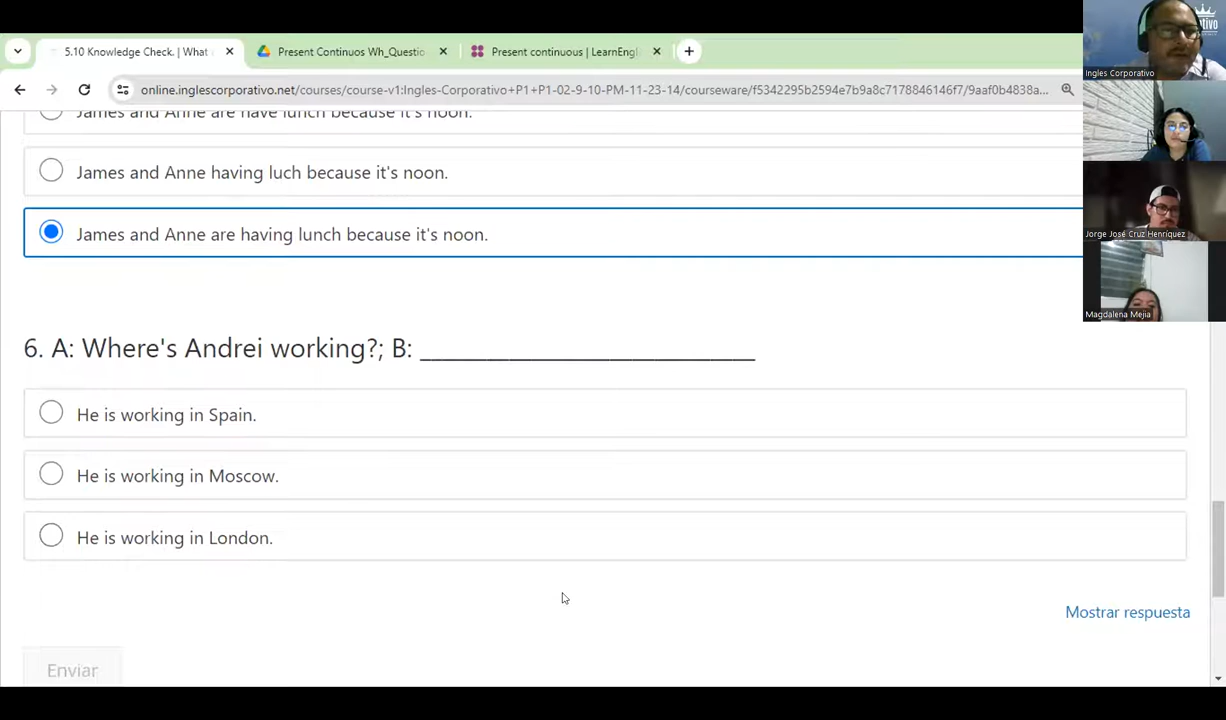 5.10 Knowledge Check. | What
Present Continuos Wh_Questio
Present continuous | LearnEngl
online.inglescorporativo.net/courses/course-v1:Ingles-Corporativo+P1+P1-02-9-10-PM-11-23-14/courseware/f5342295b2594e7b9a8c7178846146f7/9aaf0b4838a...
Ingles Corporativo
James and Anne are have lunch because it's noon.
James and Anne having luch because it's noon.
James and Anne are having lunch because it's noon.
Jorge José Cruz Henríquez
Magdalena Mejia
6. A: Where's Andrei working?; B: ______________________________
He is working in Spain.
He is working in Moscow.
He is working in London.
Mostrar respuesta
Enviar